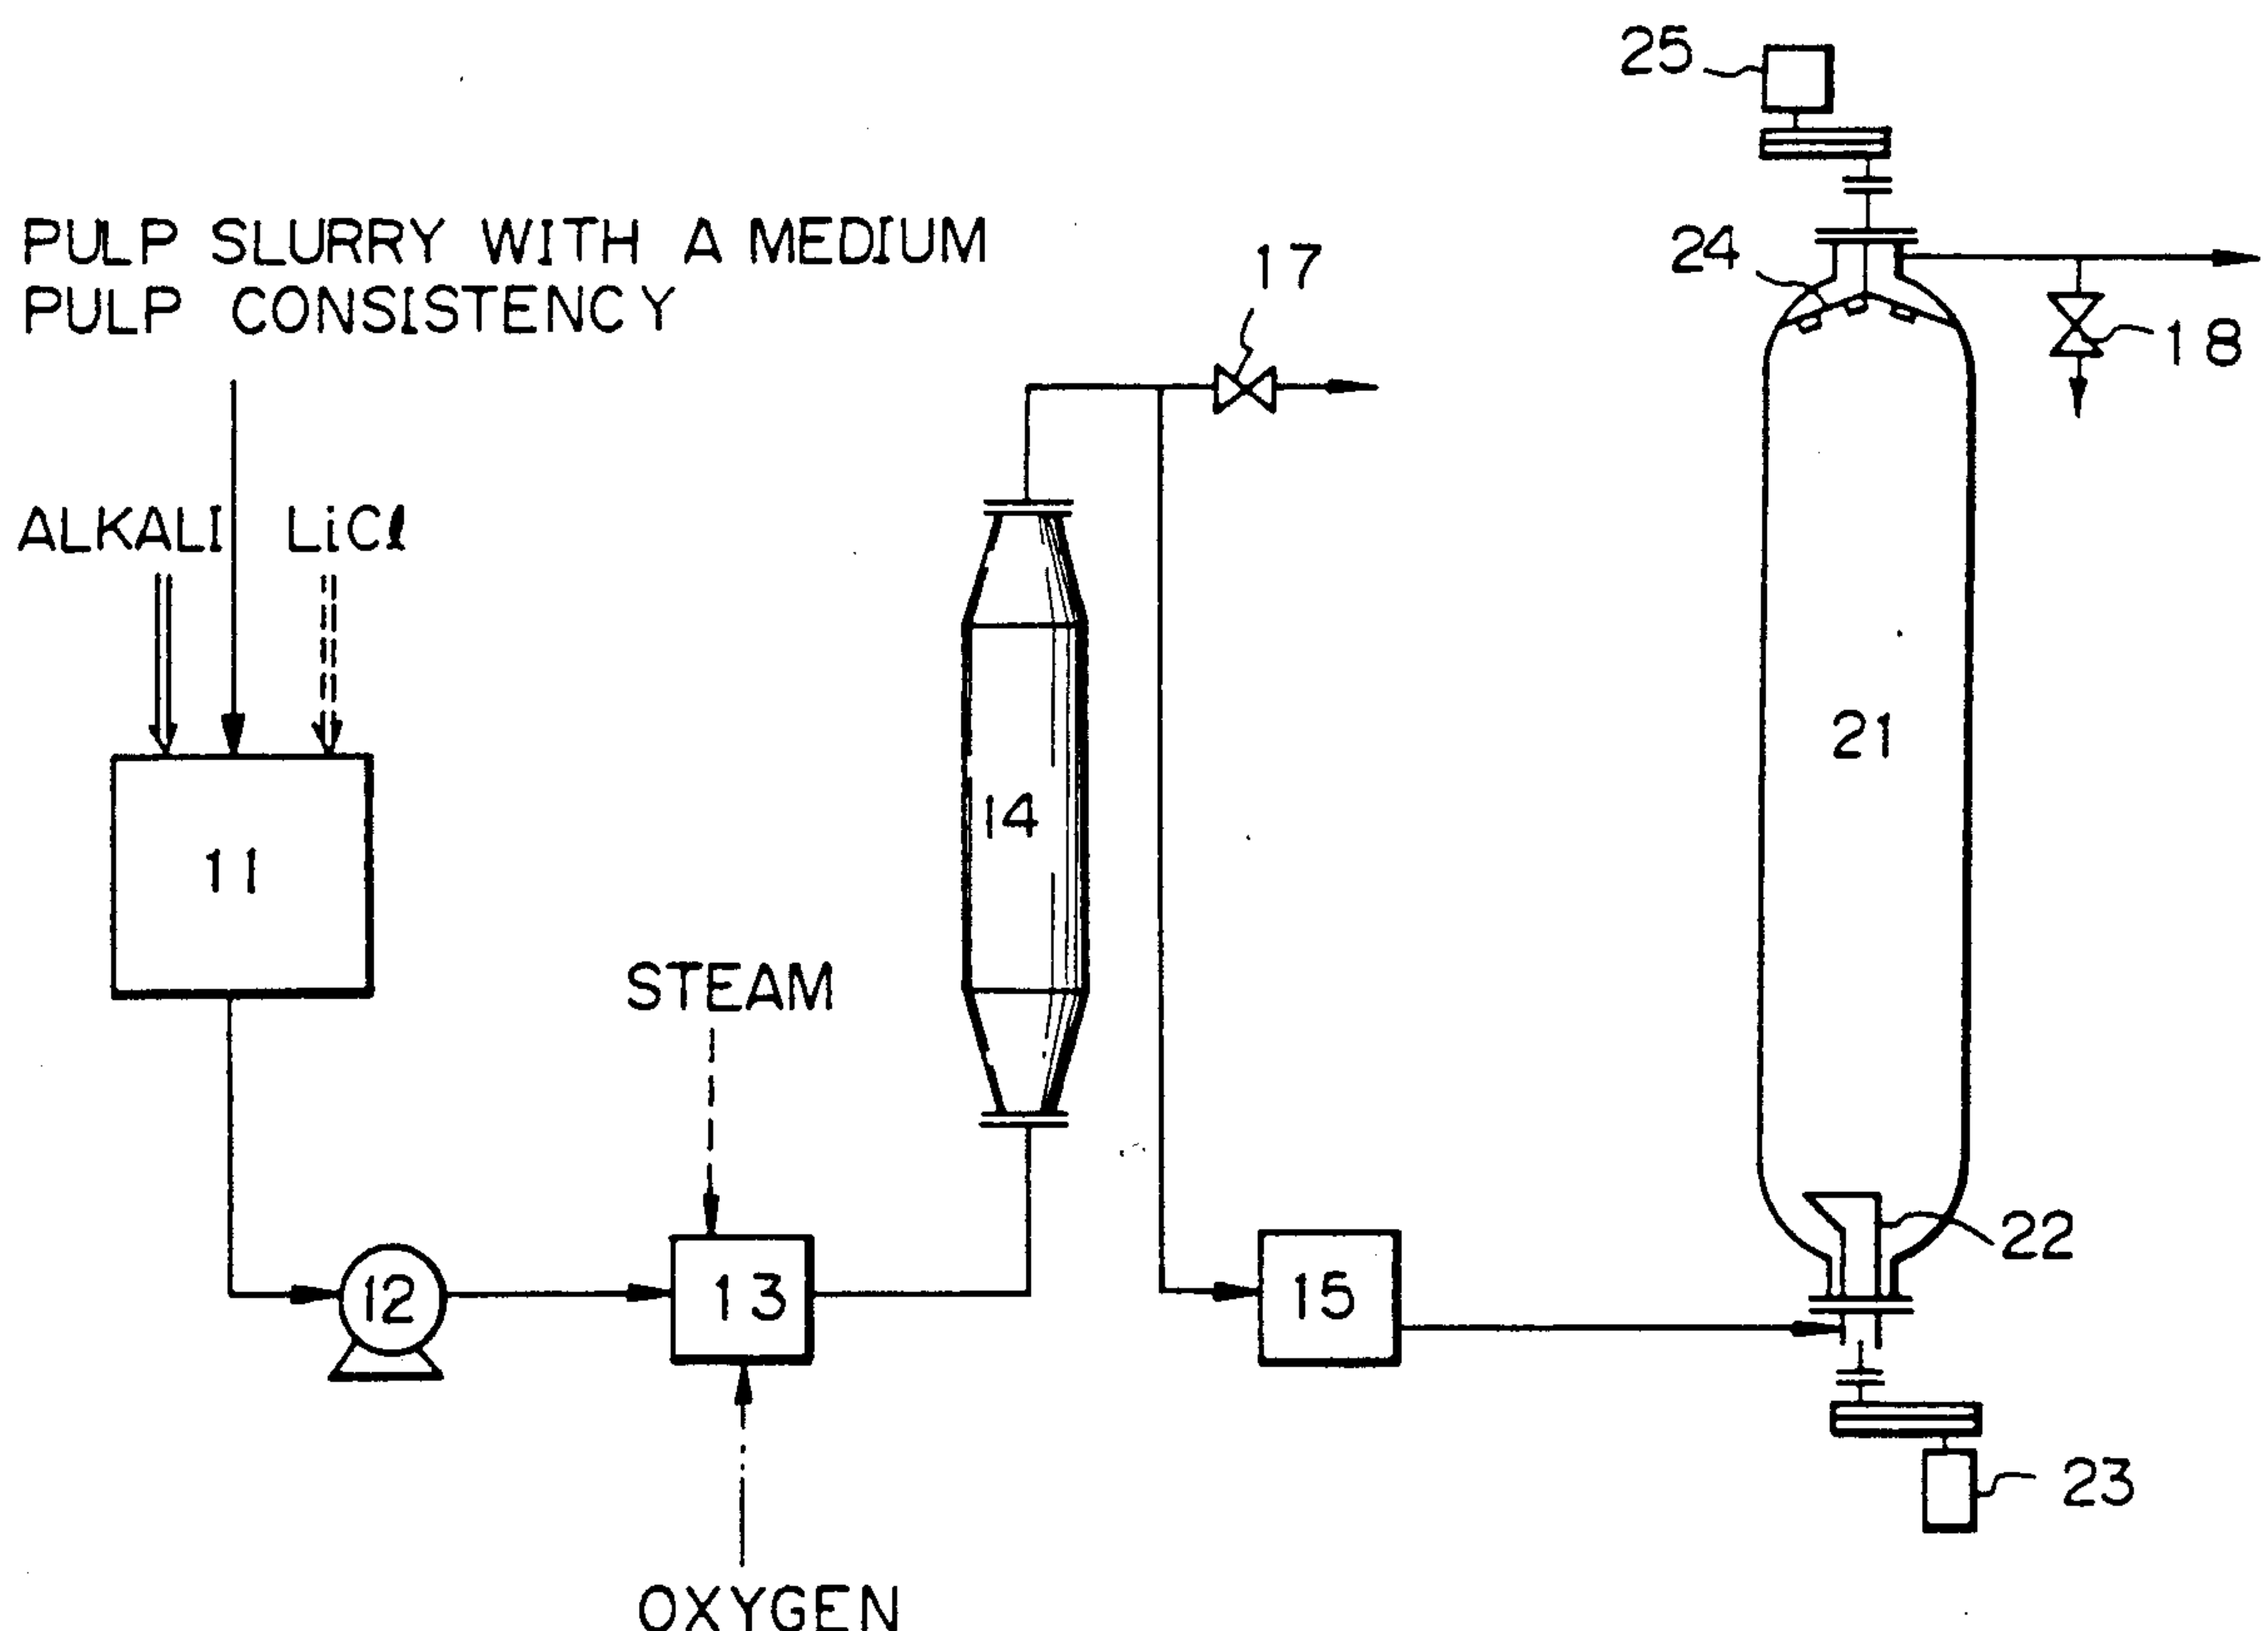 25
PULP SLURRY WITH A MEDIUM
PULP CONSISTENCY
24
17
18
ALKALI
LiCl
21
14
11
STEAM
22
12
13
15
23
OXYGEN